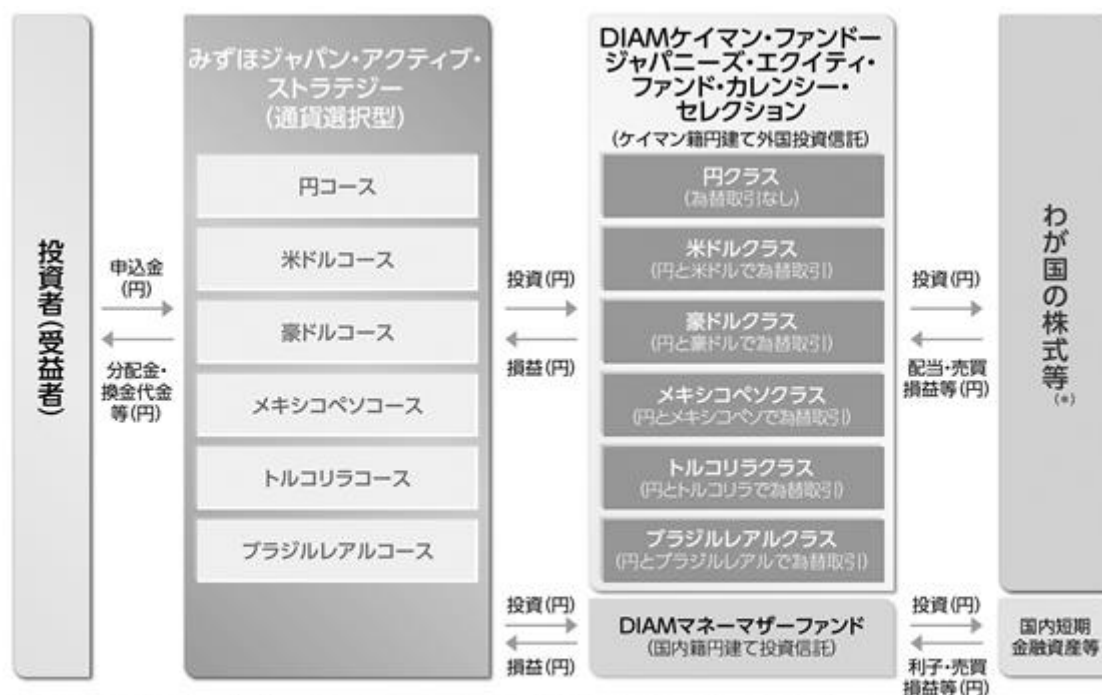 投資者(受益者)
申込金
(円)
分配金・
換金代金
等(円)
みずほジャパン・アクティブ・
ストラテジー
(通貨選択型)
円コース
米ドルコース
豪ドルコース
メキシコペソコース
トルコリラコース
ブラジルレアルコース
投資(円)
損益(円)
投資(円)
損益(円)
DIAMケイマン・ファンドー
ジャパニーズ・エクイティ・
ファンド・カレンシー・
セレクション
(ケイマン籍円建て外国投資信託)
円クラス
(為替取引なし)
米ドルクラス
(円と米ドルで為替取引)
豪ドルクラス
(円と豪ドルで為替取引)
メキシコペソクラス
(円とメキシコペソで為替取引)
トルコリラクラス
(円とトルコリラで為替取引)
ブラジルレアルクラス
(円とブラジルレアルで為替取引)
DIAMマネーマザーファンド
(国内籍円建て投資信託)
投資(円)
配当・売買
損益等(円)
投資(円)
利子・売買
損益等(円)
わが国の株式等(*)
国内短期
金融資産等